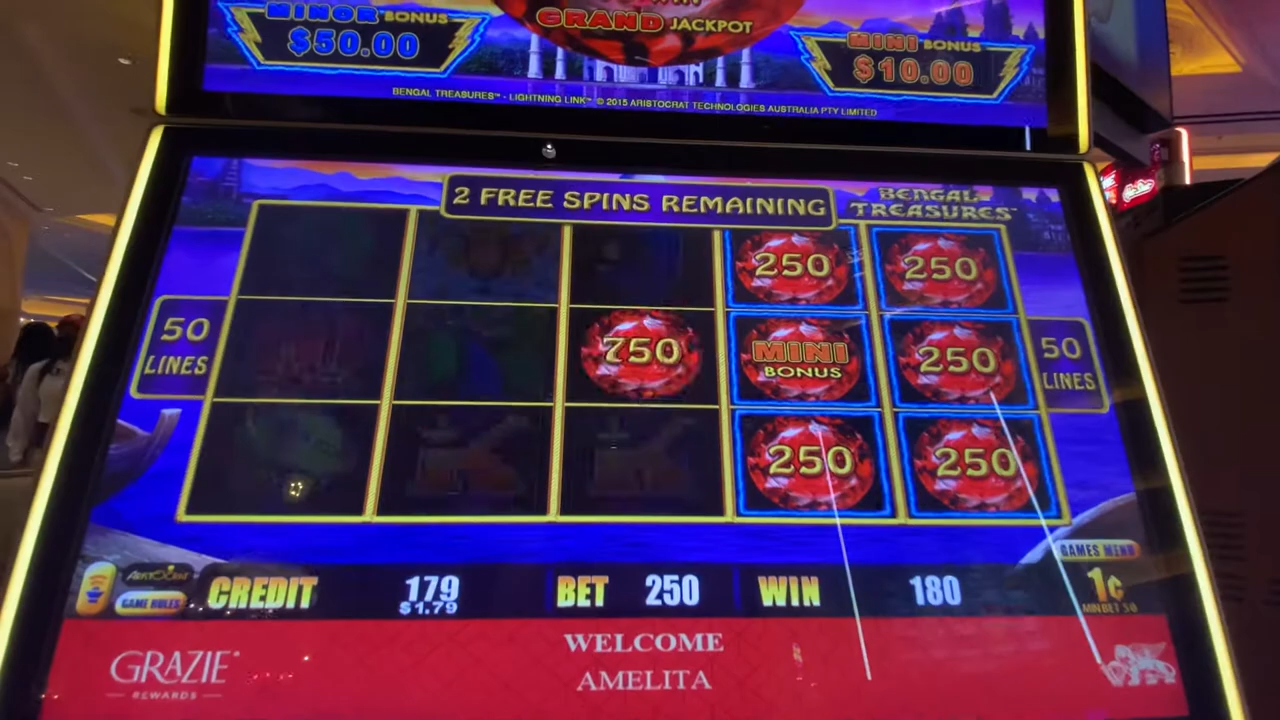 MINOR BONUS
$50.00
GRAND JACKPOT
MINI BONUS
$10.00
BENGAL TREASURES™ - LIGHTNING LINK™ © 2015 ARISTOCRAT TECHNOLOGIES AUSTRALIA PTY LIMITED
2 FREE SPINS REMAINING
BENGAL
TREASURES™
250
250
50
LINES
750
MINI
BONUS
250
50
LINES
250
250
GAMES MENU
ARISTOCRAT
GAME RULES
CREDIT
179
$1.79
BET
250
WIN
180
1¢
MIN BET 50
WELCOME
AMELITA
GRAZIE
REWARDS